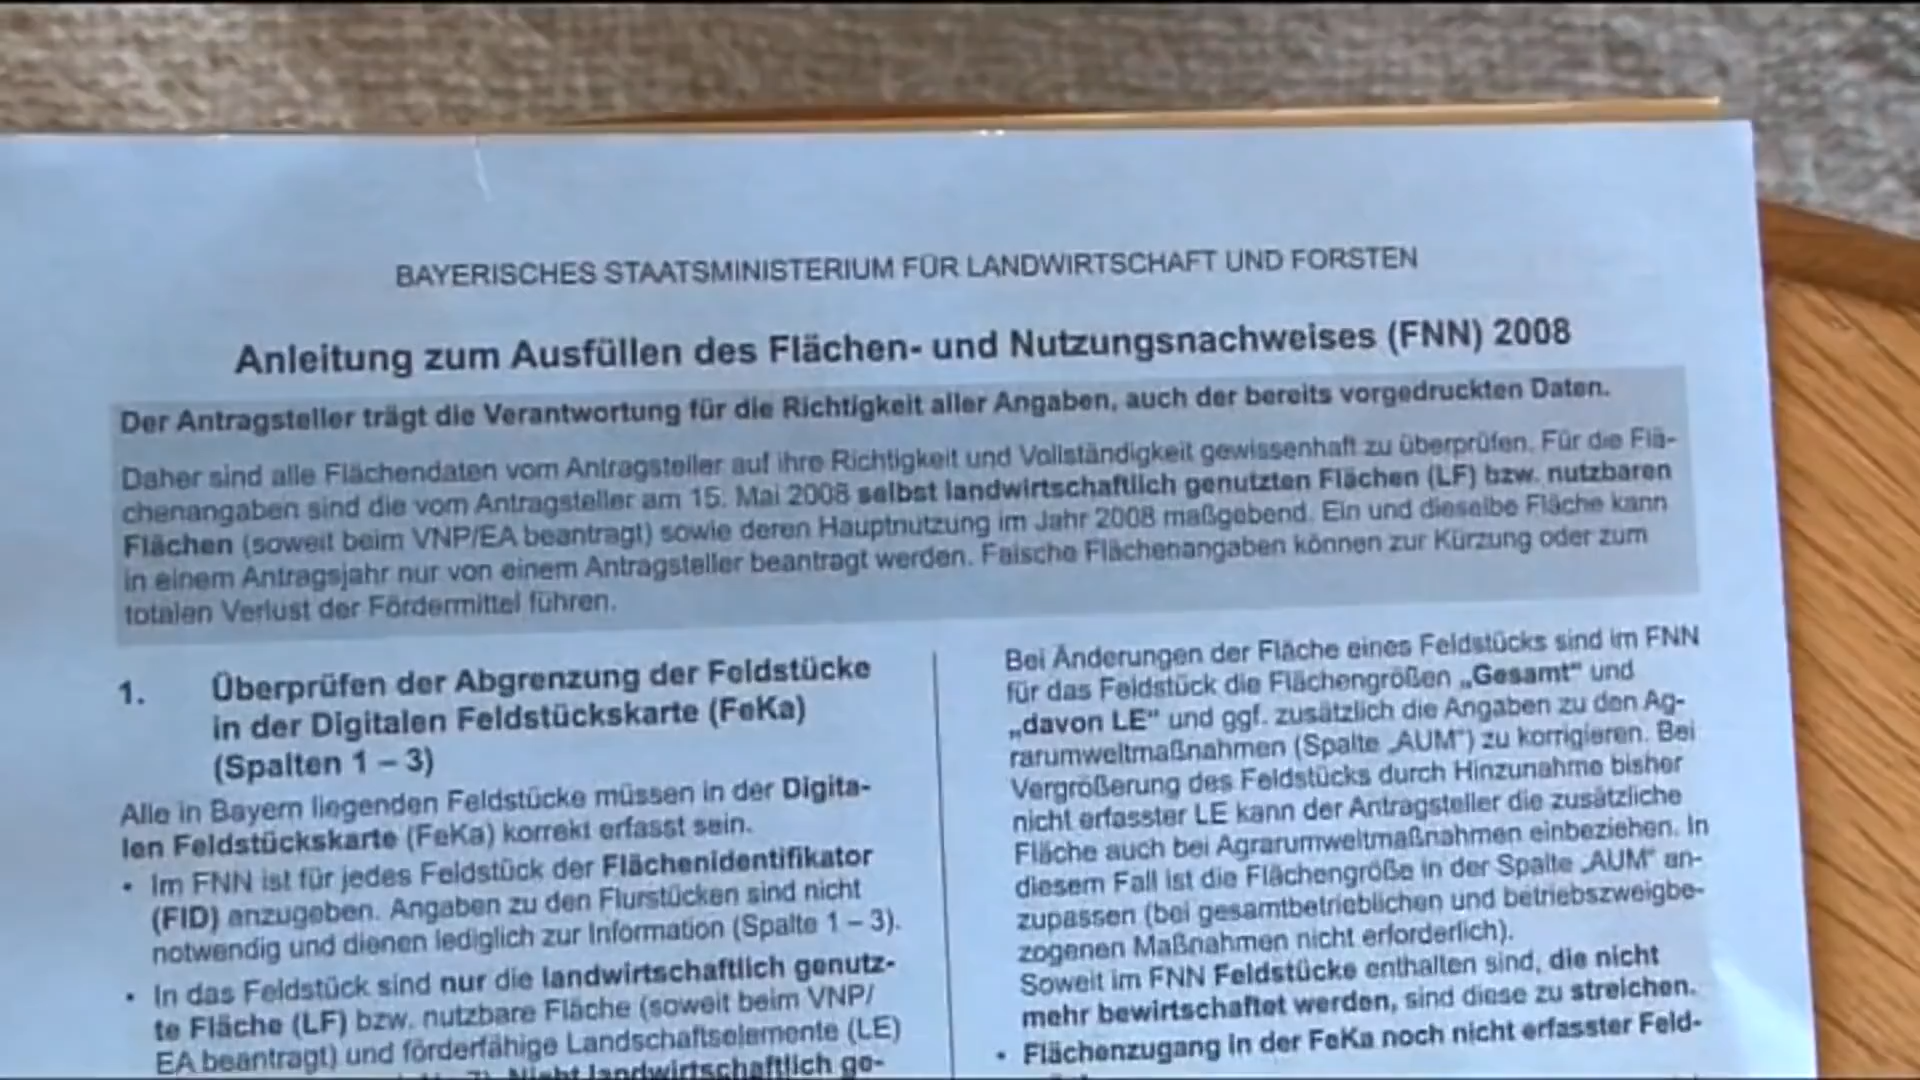 BAYERISCHES STAATSMINISTERIUM FÜR LANDWIRTSCHAFT UND FORSTEN
Anleitung zum Ausfüllen des Flächen- und Nutzungsnachweises (FNN) 2008
Der Antragsteller trägt die Verantwortung für die Richtigkeit aller Angaben, auch der bereits vorgedruckten Daten.
Daher sind alle Flächendaten vom Antragsteller auf ihre Richtigkeit und Vollständigkeit gewissenhaft zu überprüfen. Für die Flä-
chenangaben sind die vom Antragsteller am 15. Mai 2008 selbst landwirtschaftlich genutzten Flächen (LF) bzw. nutzbaren
Flächen (soweit beim VNP/EA beantragt) sowie deren Hauptnutzung im Jahr 2008 maßgebend. Ein und dieselbe Fläche kann
in einem Antragsjahr nur von einem Antragsteller beantragt werden. Falsche Flächenangaben können zur Kürzung oder zum
totalen Verlust der Fördermittel führen.
1. Überprüfen der Abgrenzung der Feldstücke
in der Digitalen Feldstückskarte (FeKa)
(Spalten 1 – 3)
Alle in Bayern liegenden Feldstücke müssen in der Digita-
len Feldstückskarte (FeKa) korrekt erfasst sein.
• Im FNN ist für jedes Feldstück der Flächenidentifikator
(FID) anzugeben. Angaben zu den Flurstücken sind nicht
notwendig und dienen lediglich zur Information (Spalte 1 – 3).
• In das Feldstück sind nur die landwirtschaftlich genutz-
te Fläche (LF) bzw. nutzbare Fläche (soweit beim VNP/
EA beantragt) und förderfähige Landschaftselemente (LE)
Nicht landwirtschaftlich ge-
Bei Änderungen der Fläche eines Feldstücks sind im FNN
für das Feldstück die Flächengrößen „Gesamt“ und
„davon LE“ und ggf. zusätzlich die Angaben zu den Ag-
rarumweltmaßnahmen (Spalte „AUM“) zu korrigieren. Bei
Vergrößerung des Feldstücks durch Hinzunahme bisher
nicht erfasster LE kann der Antragsteller die zusätzliche
Fläche auch bei Agrarumweltmaßnahmen einbeziehen. In
diesem Fall ist die Flächengröße in der Spalte „AUM“ an-
zupassen (bei gesamtbetrieblichen und betriebszweigbe-
zogenen Maßnahmen nicht erforderlich).
Soweit im FNN Feldstücke enthalten sind, die nicht
mehr bewirtschaftet werden, sind diese zu streichen.
• Flächenzugang in der FeKa noch nicht erfasster Feld-